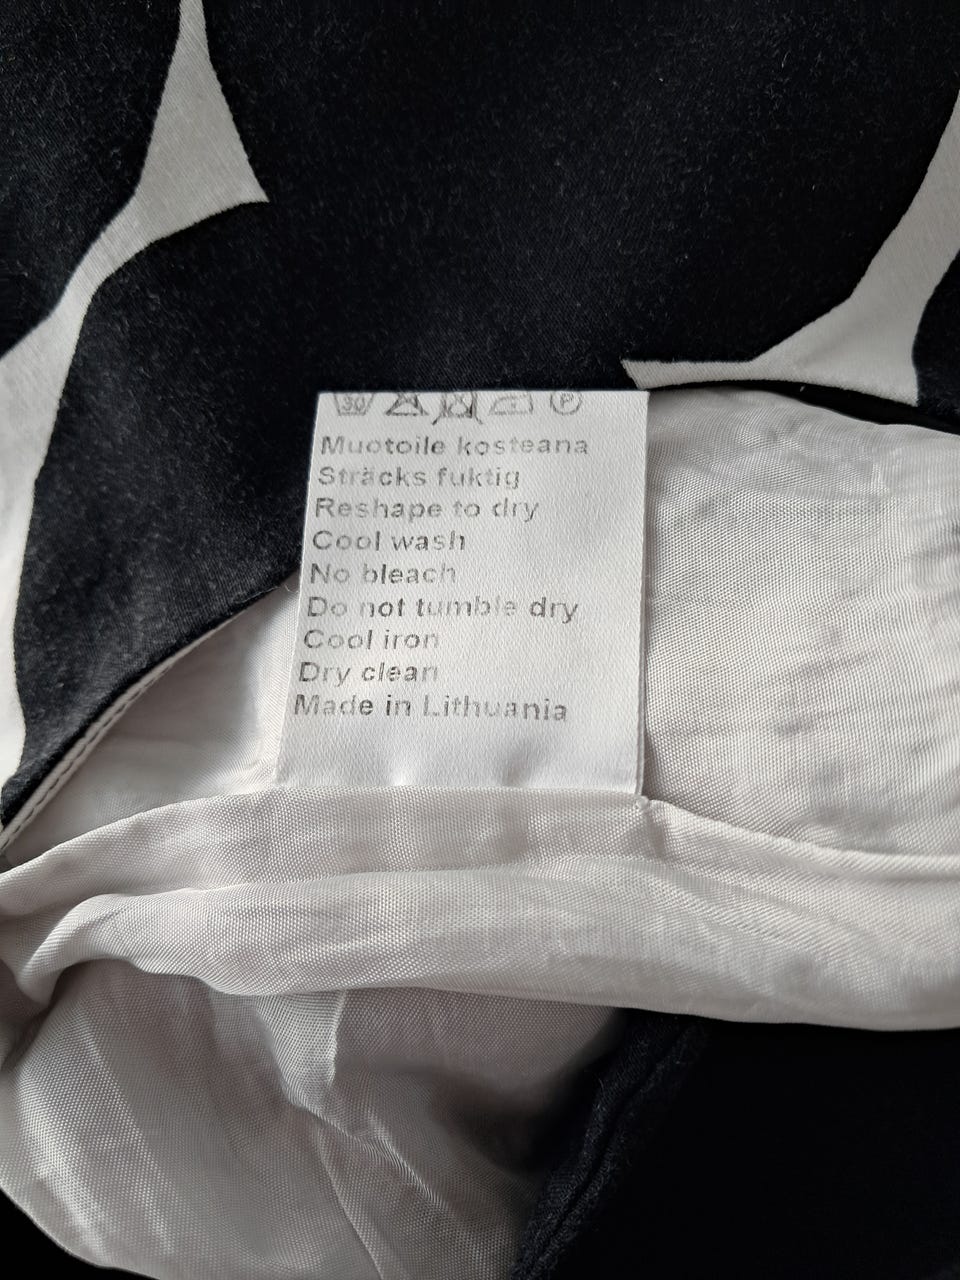 30 P
Muotoile kosteana
Sträcks fuktig
Reshape to dry
Cool wash
No bleach
Do not tumble dry
Cool iron
Dry clean
Made in Lithuania